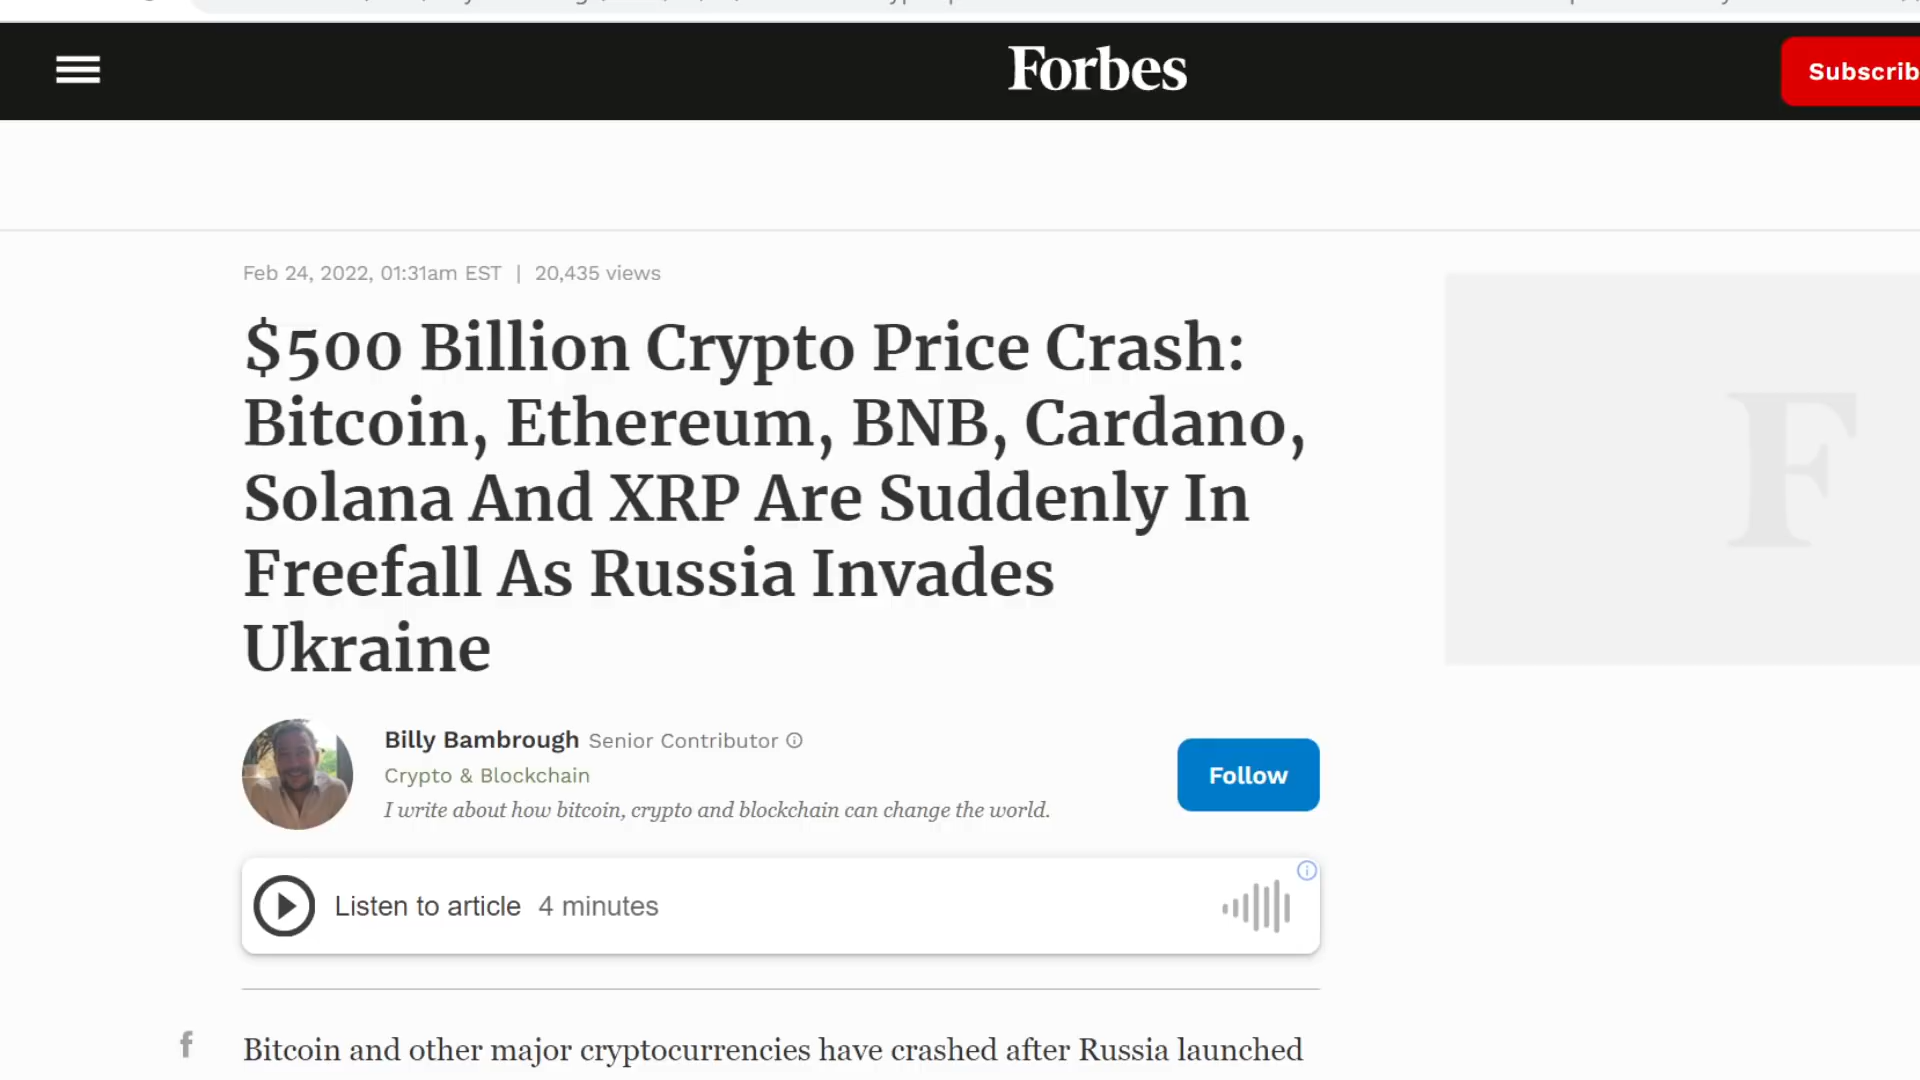 Forbes
Subscrib
Feb 24, 2022, 01:31am EST | 20,435 views
$500 Billion Crypto Price Crash:
Bitcoin, Ethereum, BNB, Cardano,
Solana And XRP Are Suddenly In
Freefall As Russia Invades
Ukraine
Billy Bambrough Senior Contributor
Crypto & Blockchain
I write about how bitcoin, crypto and blockchain can change the world.
Follow
Listen to article 4 minutes
Bitcoin and other major cryptocurrencies have crashed after Russia launched
F